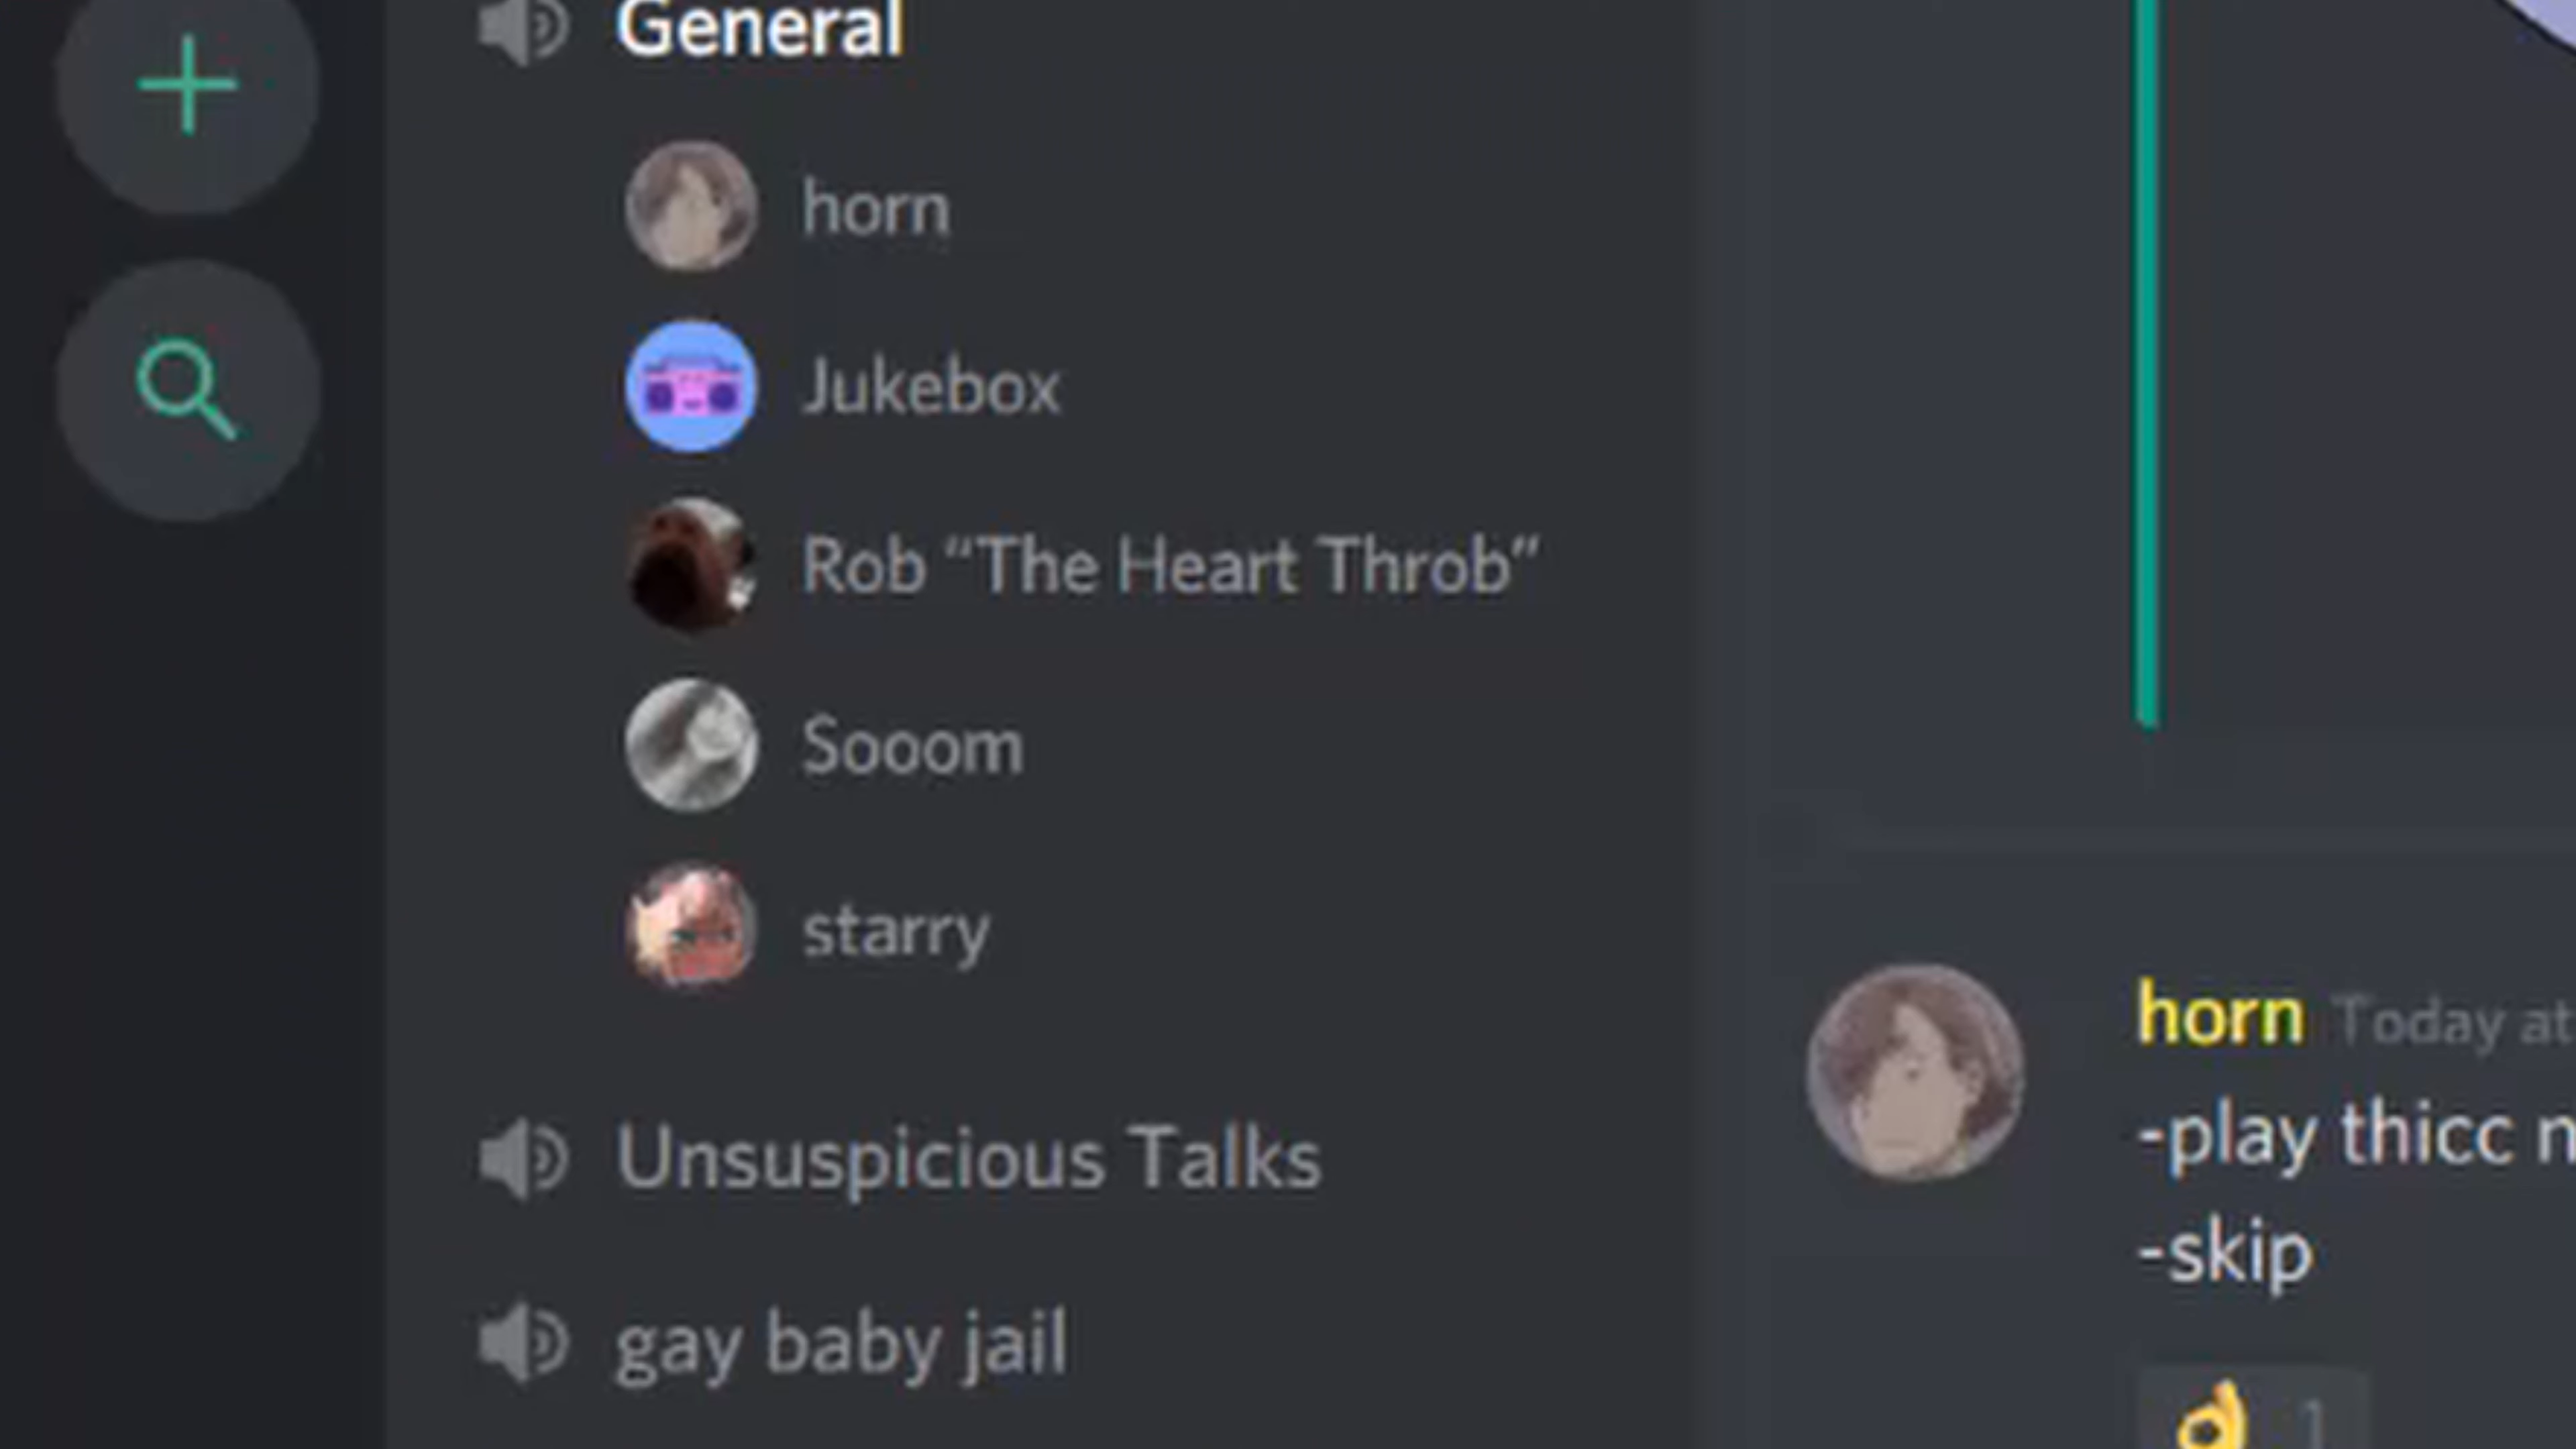 General
horn
Jukebox
Rob “The Heart Throb”
Sooom
starry
Unsuspicious Talks
gay baby jail
horn Today at
-play thicc
-skip
1